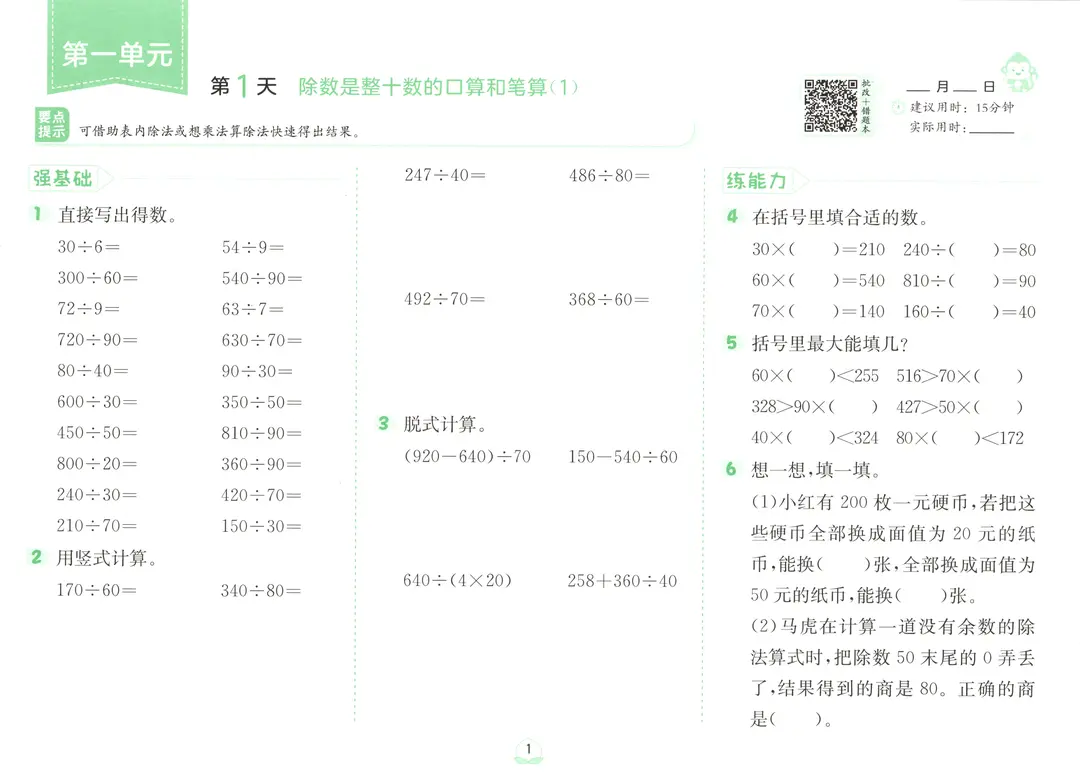 第一单元
第1天 除数是整十数的口算和笔算(1)
批改+错题本
___月___日
建议用时：15分钟
实际用时：______
要点提示 可借助表内除法或想乘法算除法快速得出结果。
强基础
1 直接写出得数。
30÷6= 54÷9=
300÷60= 540÷90=
72÷9= 63÷7=
720÷90= 630÷70=
80÷40= 90÷30=
600÷30= 350÷50=
450÷50= 810÷90=
800÷20= 360÷90=
240÷30= 420÷70=
210÷70= 150÷30=
2 用竖式计算。
170÷60= 340÷80=
247÷40= 486÷80=
492÷70= 368÷60=
3 脱式计算。
(920-640)÷70 150-540÷60
640÷(4×20) 258+360÷40
练能力
4 在括号里填合适的数。
30×( )=210 240÷( )=80
60×( )=540 810÷( )=90
70×( )=140 160÷( )=40
5 括号里最大能填几?
60×( )<255 516>70×( )
328>90×( ) 427>50×( )
40×( )<324 80×( )<172
6 想一想,填一填。
(1)小红有 200 枚一元硬币,若把这
些硬币全部换成面值为 20 元的纸
币,能换( )张,全部换成面值为
50 元的纸币,能换( )张。
(2)马虎在计算一道没有余数的除
法算式时,把除数 50 末尾的 0 弄丢
了,结果得到的商是 80。正确的商
是( )。
1